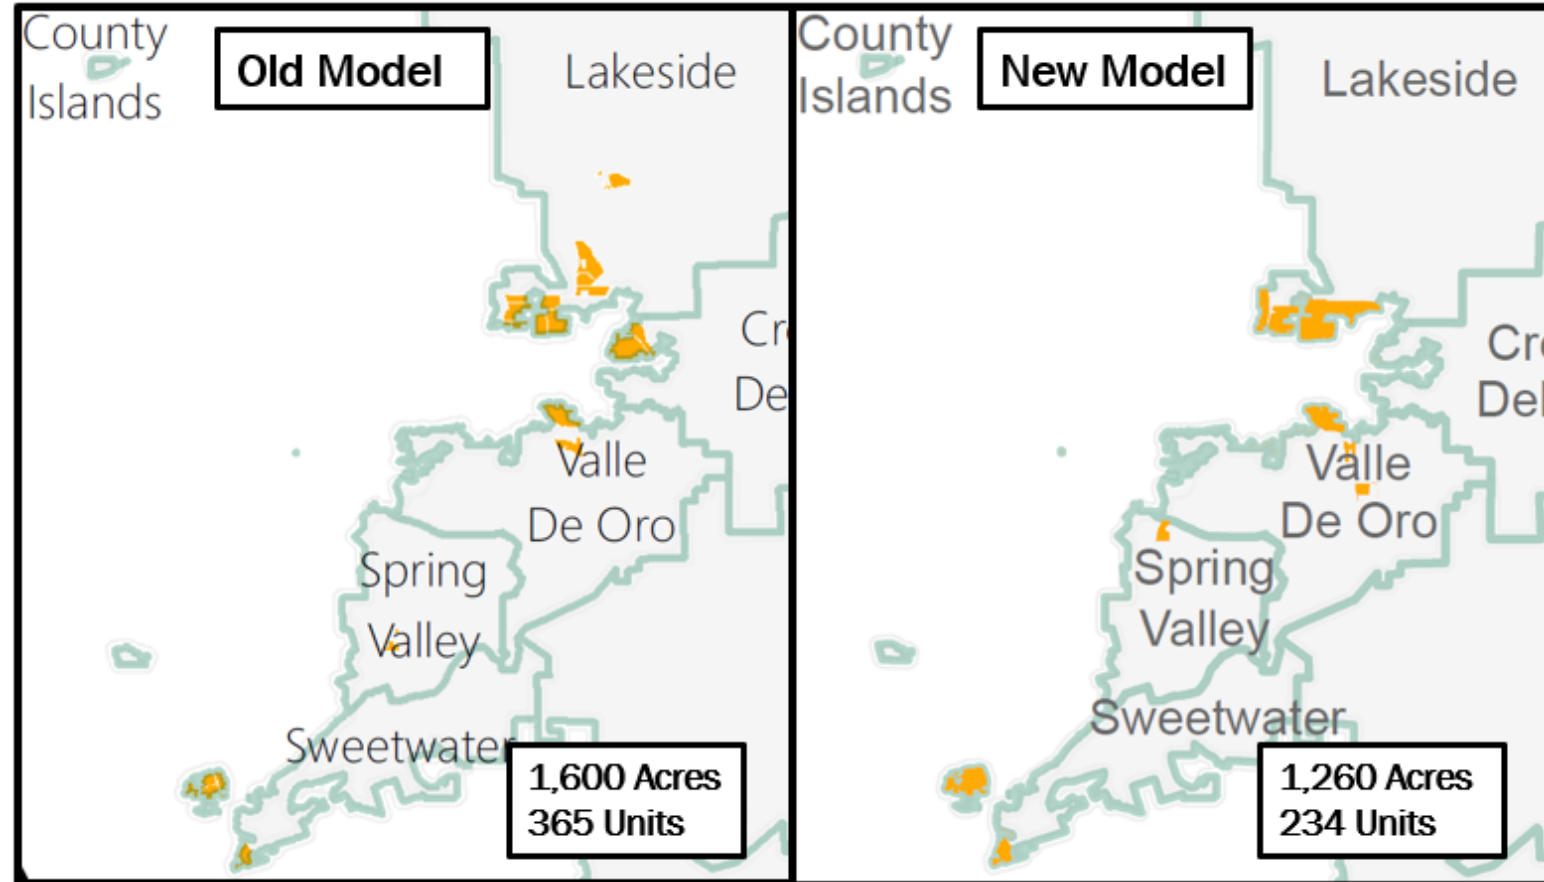 County
Islands
Old Model
Lakeside
Cr
De
Valle
De Oro
Spring
Valley
Sweetwater
1,600 Acres
365 Units
County
Islands
New Model
Lakeside
Cre
Del
Valle
De Oro
Spring
Valley
Sweetwater
1,260 Acres
234 Units